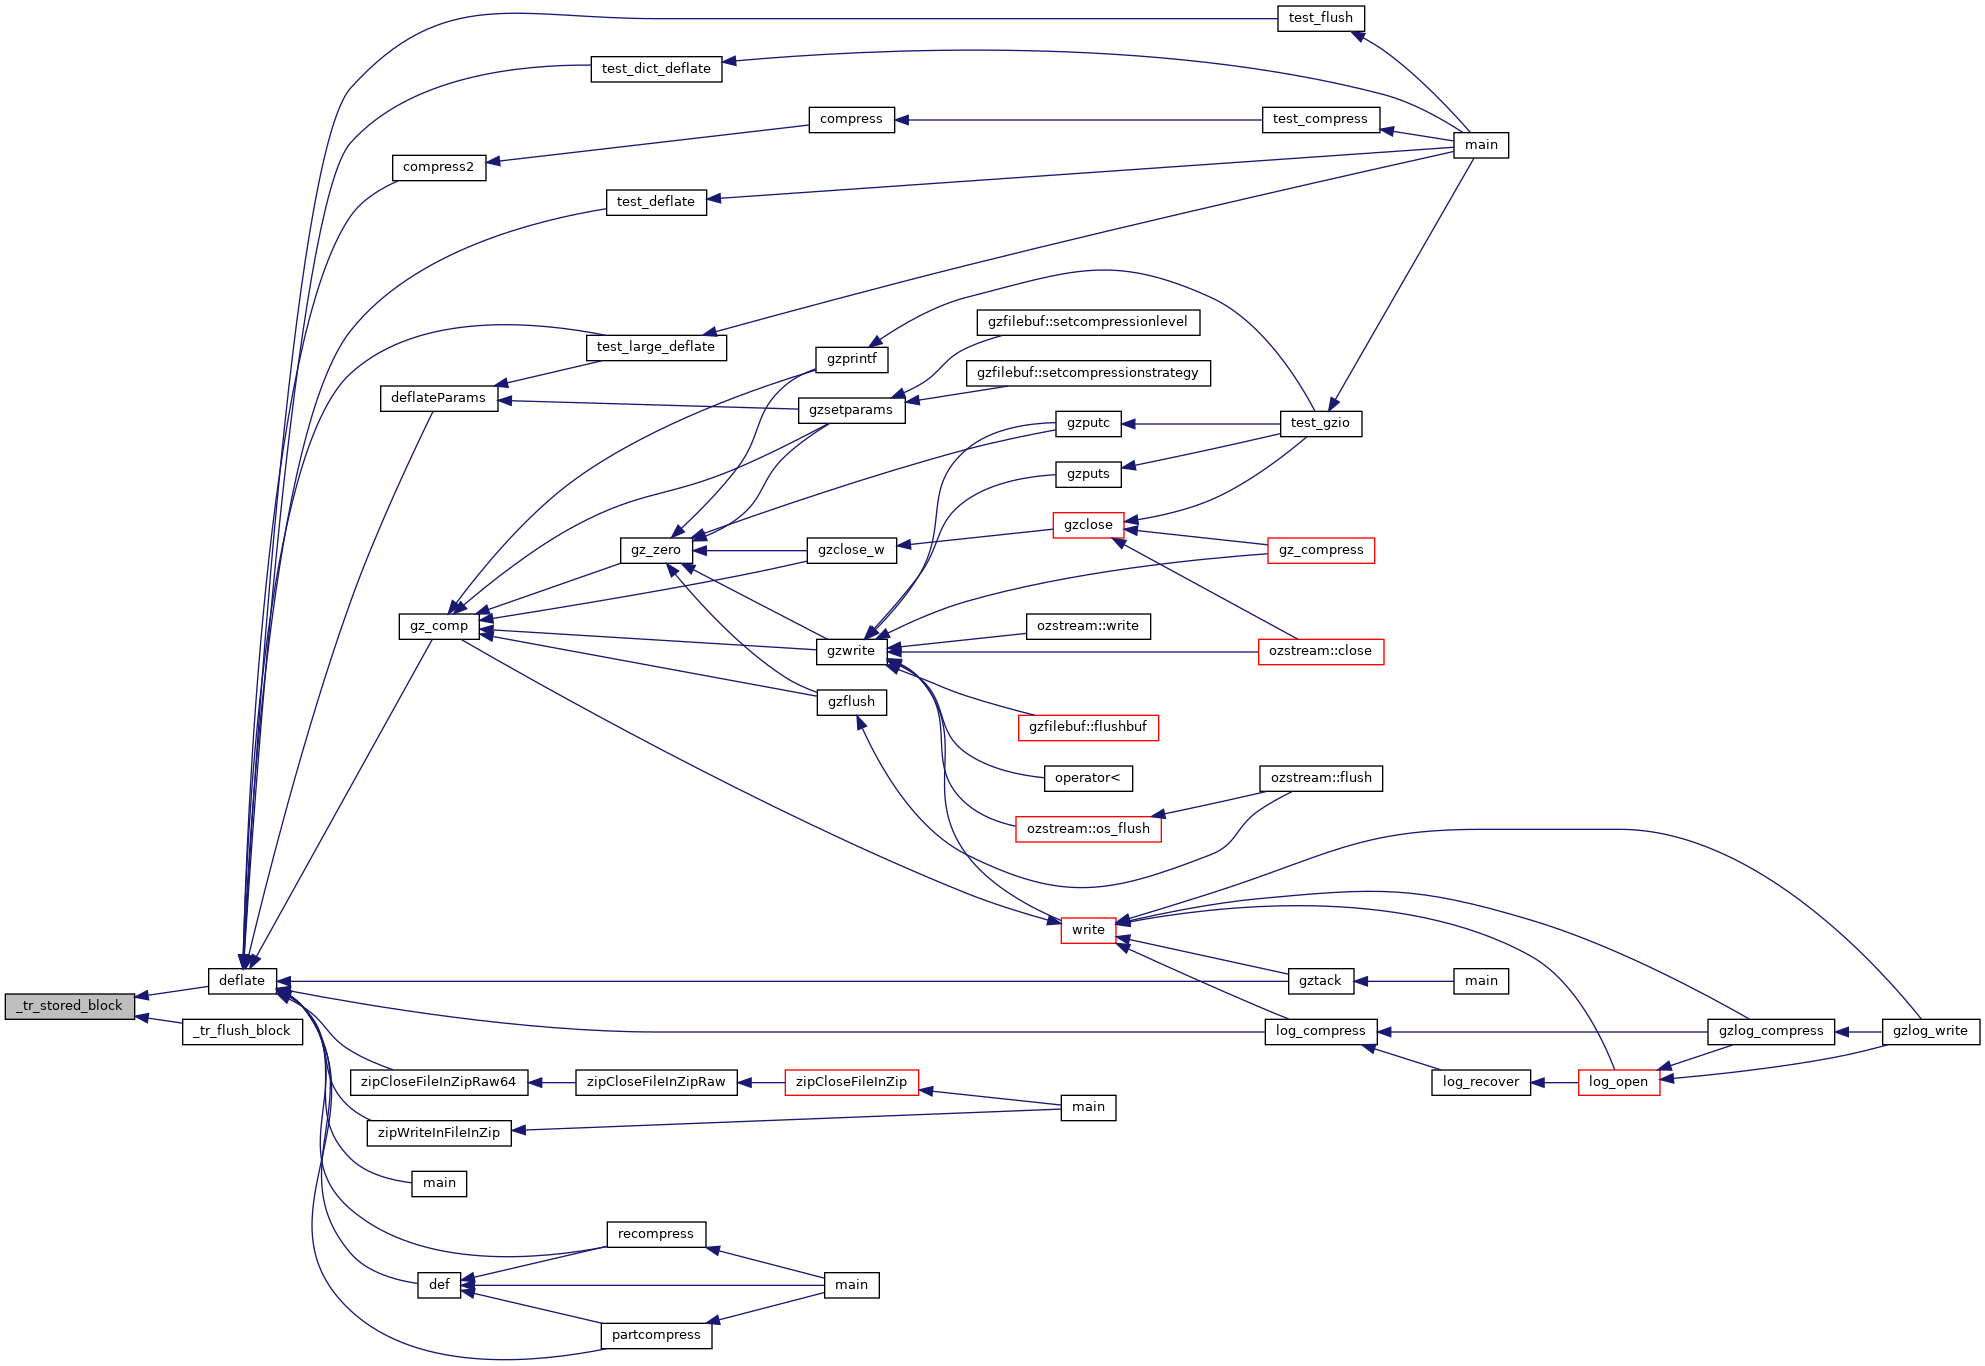 test_flush
test_dict_deflate
compress
test_compress
main
compress2
test_deflate
gzfilebuf::setcompressionlevel
test_large_deflate
gzprintf
gzfilebuf::setcompressionstrategy
deflateParams
gzsetparams
gzputc
test_gzio
gzputs
gzclose
gz_zero
gzclose_w
gz_compress
gz_comp
ozstream::write
gzwrite
ozstream::close
gzflush
gzfilebuf::flushbuf
operator<
ozstream::flush
ozstream::os_flush
write
deflate
gztack
main
_tr_stored_block
_tr_flush_block
log_compress
gzlog_compress
gzlog_write
zipCloseFileInZipRaw64
zipCloseFileInZipRaw
zipCloseFileInZip
log_recover
log_open
main
zipWriteInFileInZip
main
recompress
def
main
partcompress